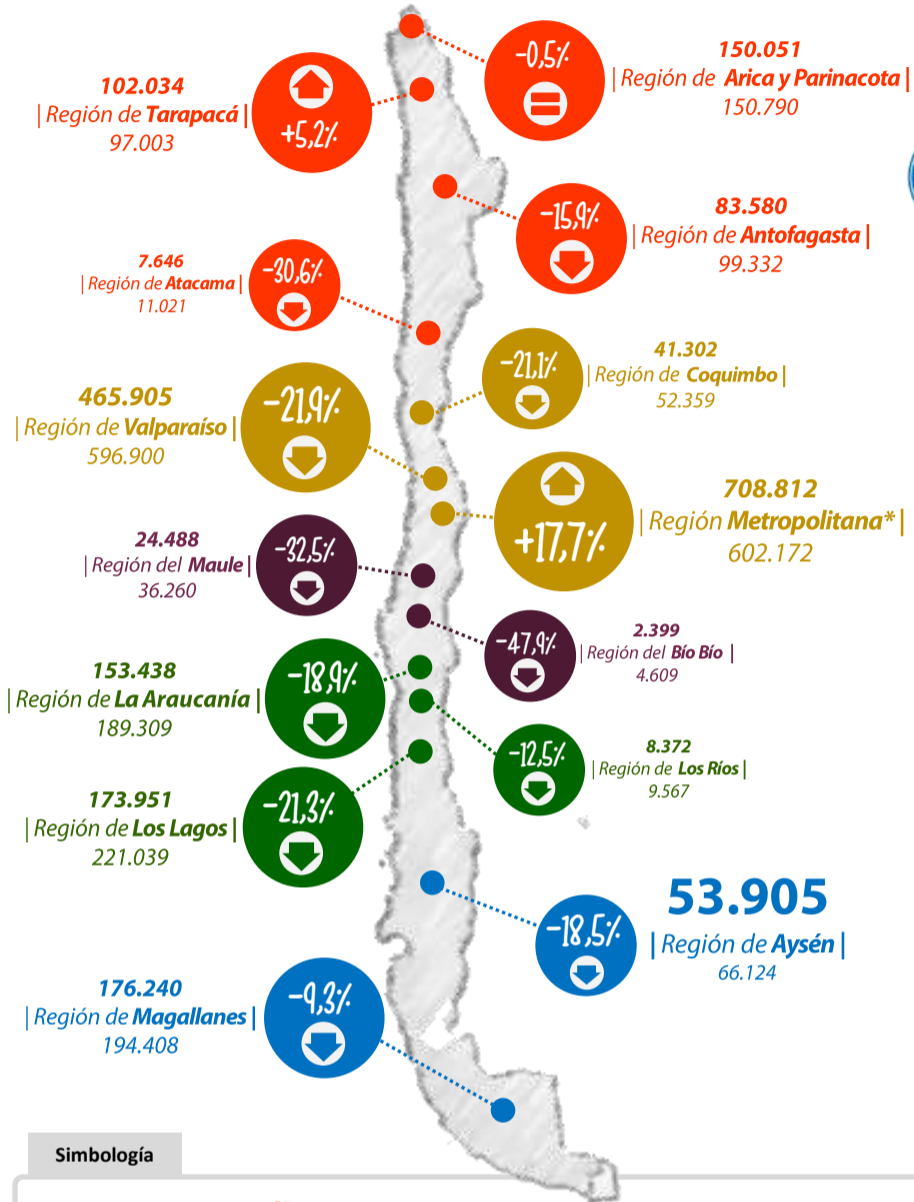 -0,5%
150.051
| Región de Arica y Parinacota |
150.790
102.034
| Región de Tarapacá |
97.003
+5,2%
-15,9%
83.580
| Región de Antofagasta |
99.332
7.646
| Región de Atacama |
11.021
-30,6%
-21,1%
41.302
| Región de Coquimbo |
52.359
465.905
| Región de Valparaíso |
596.900
-21,9%
+17,7%
708.812
| Región Metropolitana* |
602.172
24.488
| Región del Maule |
36.260
-32,5%
-47,9%
2.399
| Región del Bío Bío |
4.609
153.438
| Región de La Araucanía |
189.309
-18,9%
-12,5%
8.372
| Región de Los Ríos |
9.567
173.951
| Región de Los Lagos |
221.039
-21,3%
-18,5%
53.905
| Región de Aysén |
66.124
176.240
| Región de Magallanes |
194.408
-9,3%
Simbología